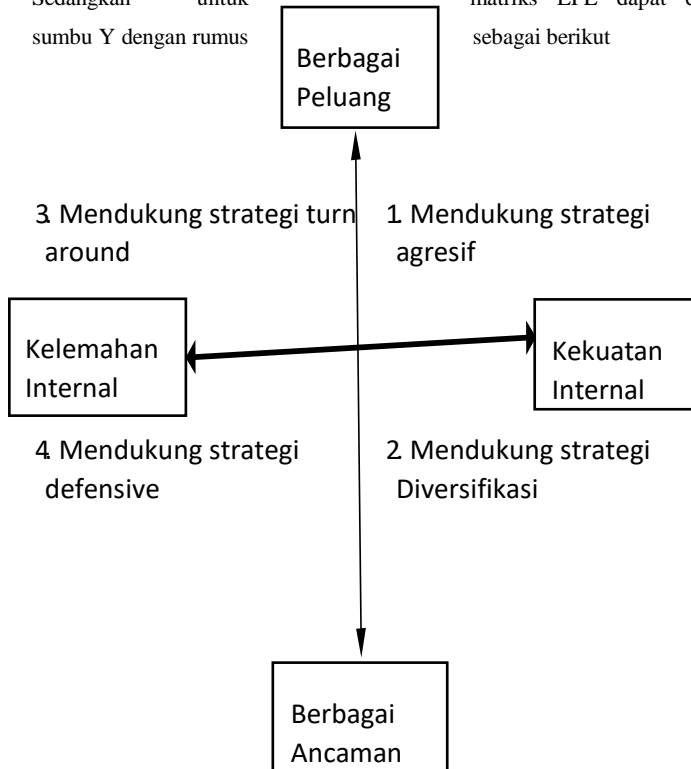 Sedangkan untuk
sumbu Y dengan rumus
matriks EFE dapat
sebagai berikut
Berbagai
Peluang
3. Mendukung strategi turn
around
1. Mendukung strategi
agresif
Kelemahan
Internal
Kekuatan
Internal
4. Mendukung strategi
defensive
2. Mendukung strategi
Diversifikasi
Berbagai
Ancaman